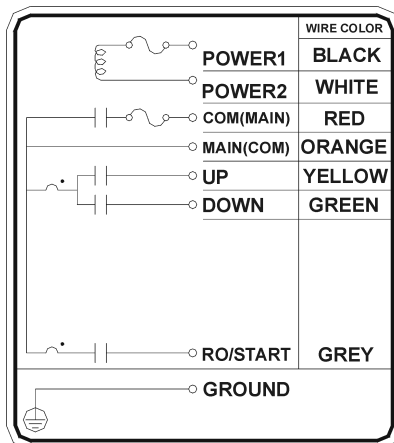 WIRE COLOR
POWER1 BLACK
POWER2 WHITE
COM(MAIN) RED
MAIN(COM) ORANGE
UP YELLOW
DOWN GREEN
RO/START GREY
GROUND